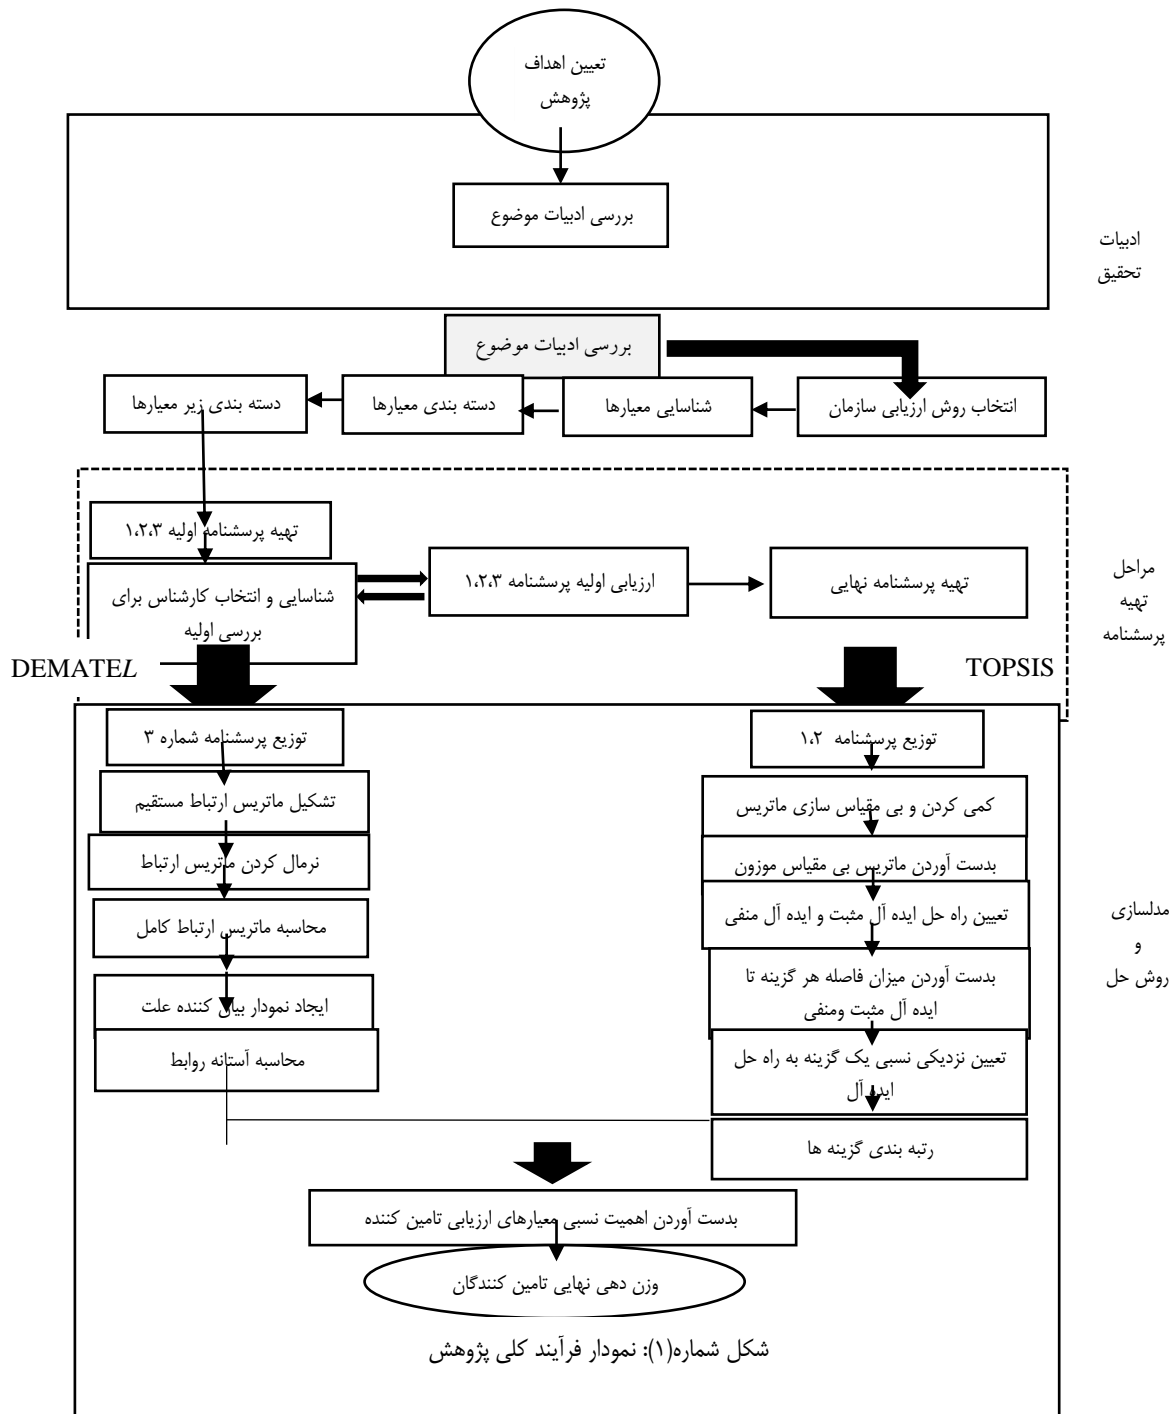 تعیین اهداف
پژوهش
بررسی ادبیات موضوع
ادبیات
تحقیق
بررسی ادبیات موضوع
انتخاب روش ارزیابی سازمان
شناسایی معیارها
دسته بندی معیارها
دسته بندی زیر معیارها
تهیه پرسشنامه اولیه ۱،۲،۳
شناسایی و انتخاب کارشناس برای
بررسی اولیه
ارزیابی اولیه پرسشنامه ۱،۲،۳
تهیه پرسشنامه نهایی
مراحل
تهیه
پرسشنامه
DEMATEL
TOPSIS
توزیع پرسشنامه شماره ۳
تشکیل ماتریس ارتباط مستقیم
نرمال کردن ماتریس ارتباط
محاسبه ماتریس ارتباط کامل
ایجاد نمودار بیان کننده علت
محاسبه آستانه روابط
توزیع پرسشنامه ۱،۲
کمی کردن و بی مقیاس سازی ماتریس
بدست آوردن ماتریس بی مقیاس موزون
تعیین راه حل ایده آل مثبت و ایده آل منفی
بدست آوردن میزان فاصله هر گزینه تا
ایده آل مثبت ومنفی
تعیین نزدیکی نسبی یک گزینه به راه حل
ایده آل
رتبه بندی گزینه ها
مدلسازی
و
روش حل
بدست آوردن اهمیت نسبی معیارهای ارزیابی تامین کننده
وزن دهی نهایی تامین کنندگان
شکل شماره(۱): نمودار فرآیند کلی پژوهش